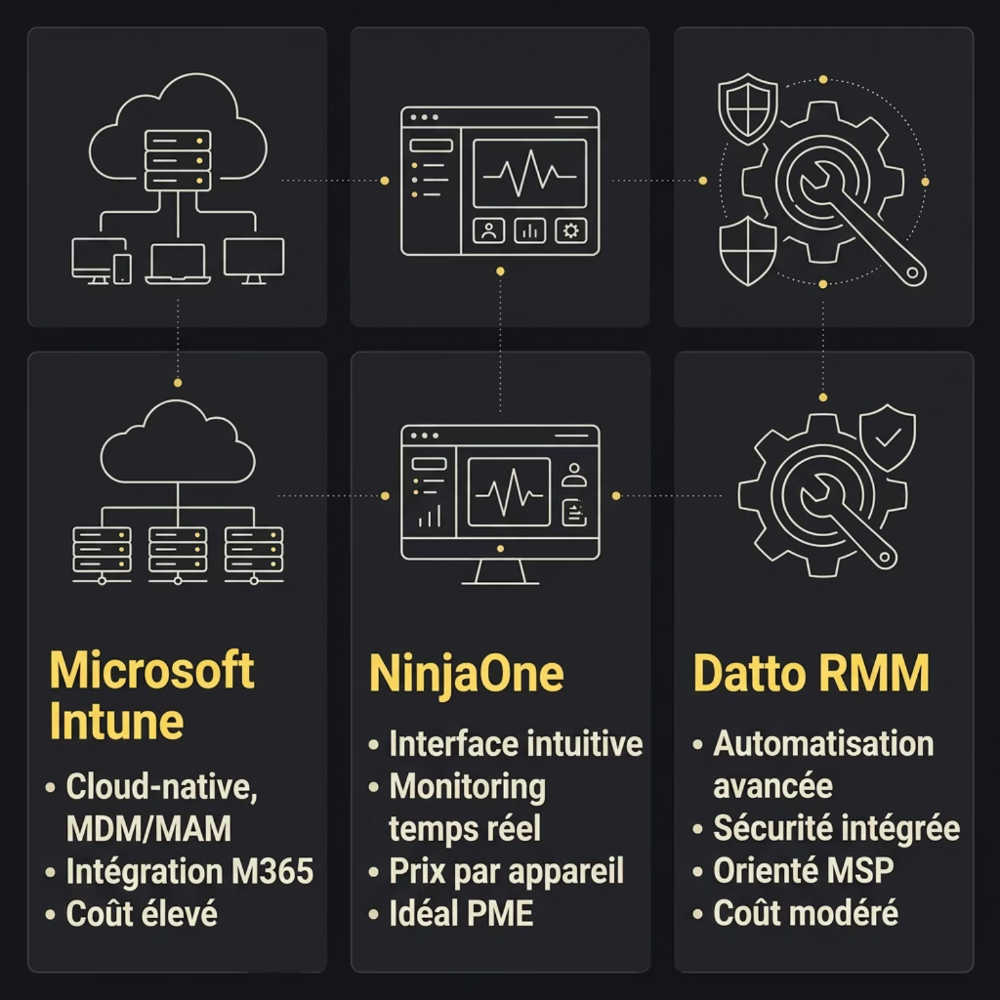 Microsoft
Intune
• Cloud-native,
MDM/MAM
• Intégration M365
• Coût élevé
NinjaOne
• Interface intuitive
• Monitoring
temps réel
• Prix par appareil
• Idéal PME
Datto RMM
• Automatisation
avancée
• Sécurité intégrée
• Orienté MSP
• Coût modéré